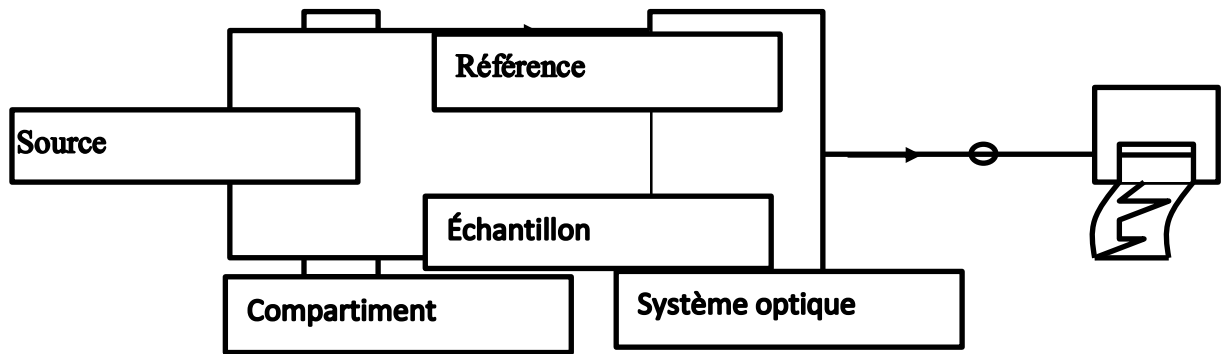 Référence
Source
Échantillon
Compartiment
Système optique